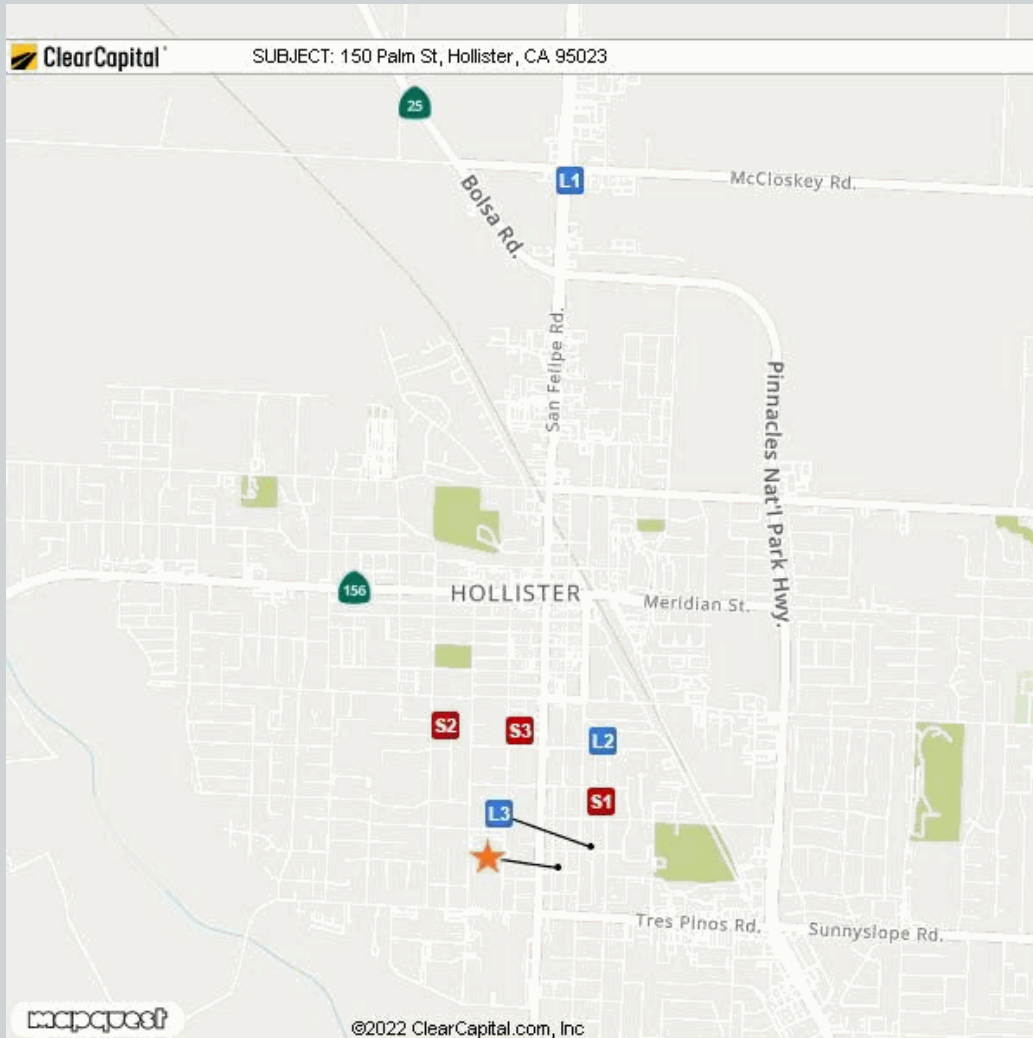 ClearCapital SUBJECT: 150 Palm St, Hollister, CA 95023
25
L1
McCloskey Rd.
Bolsa Rd.
San Felipe Rd.
Pinnacles Nat'l Park Hwy.
156
HOLLISTER
Meridian St.
S2
S3
L2
S1
L3
Tres Pinos Rd.
Sunnyslope Rd.
mapquest
©2022 ClearCapital.com, Inc